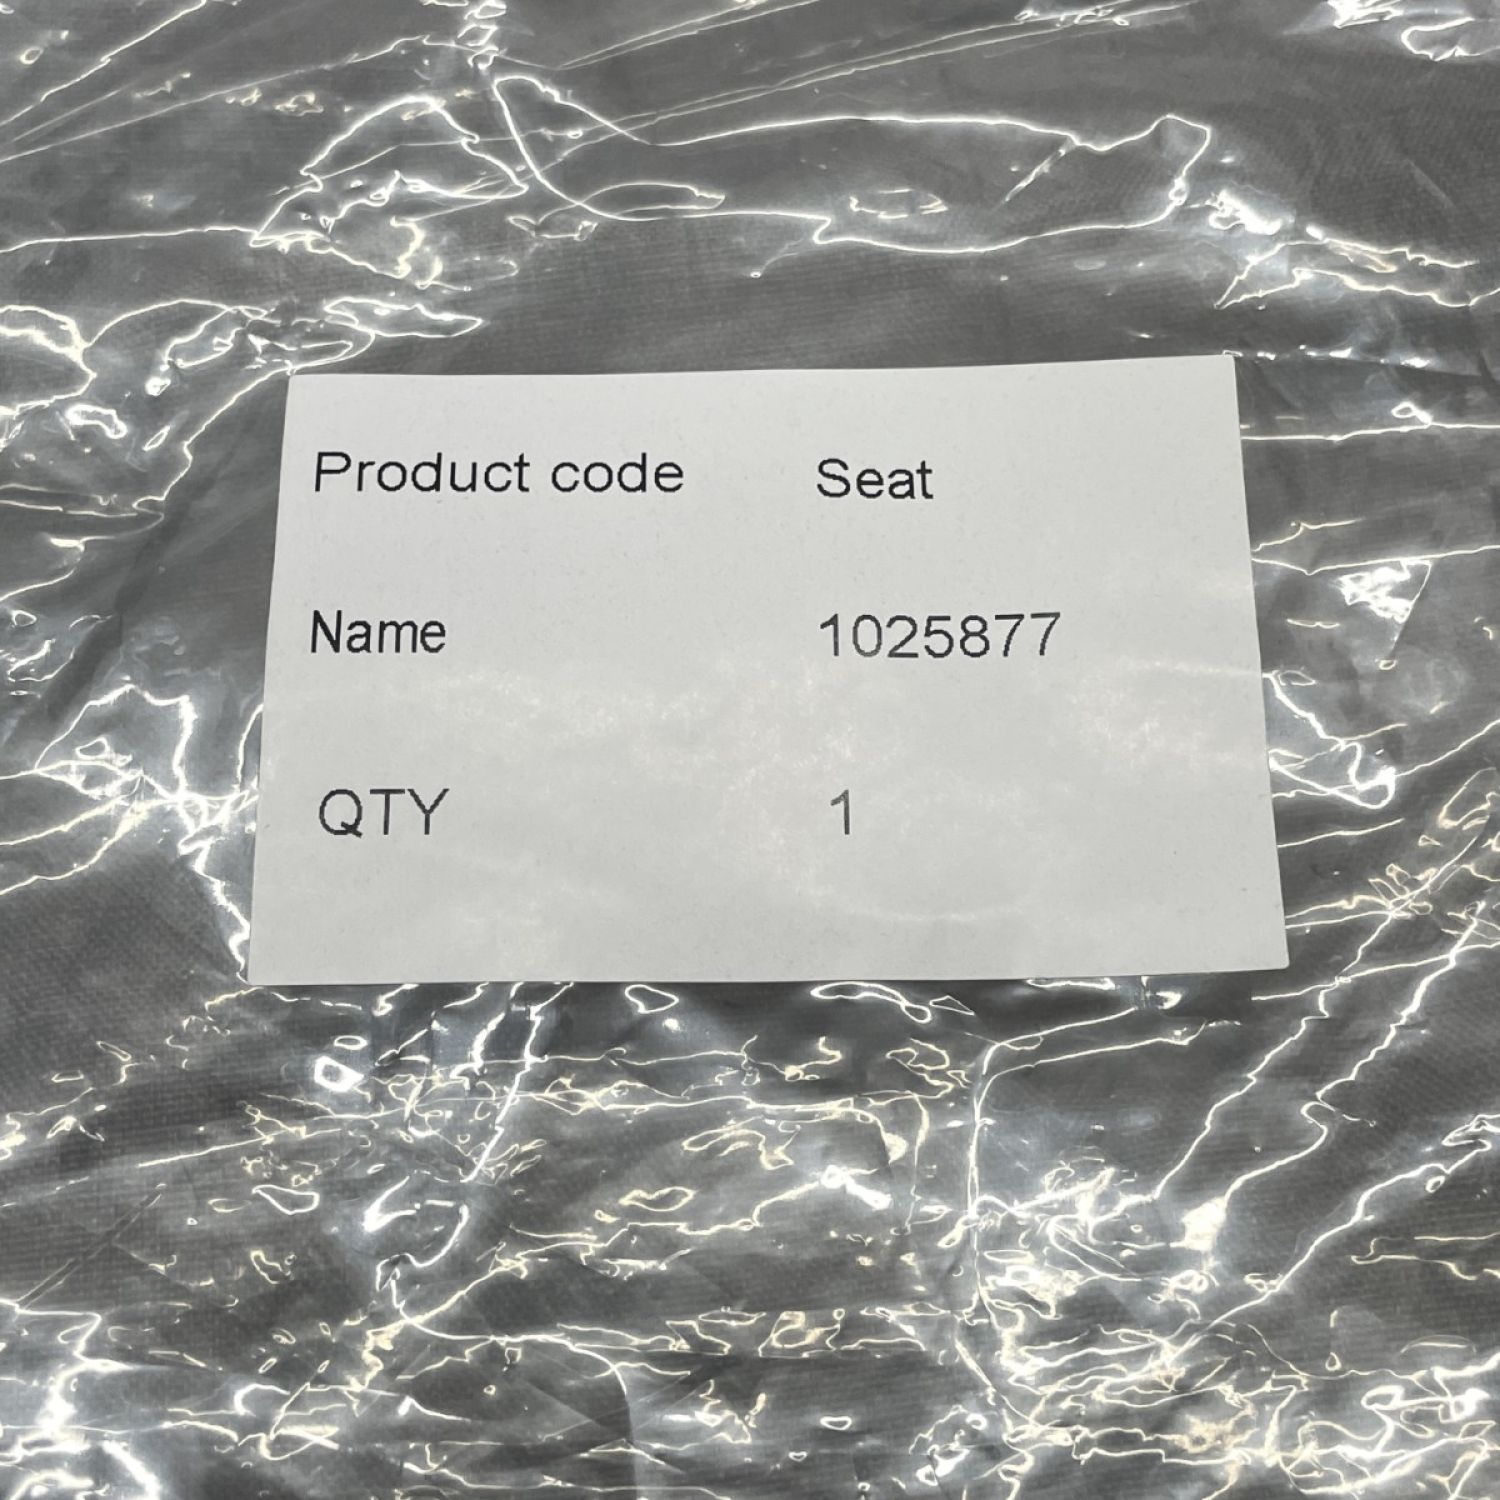 Product code Seat
Name 1025877
QTY 1